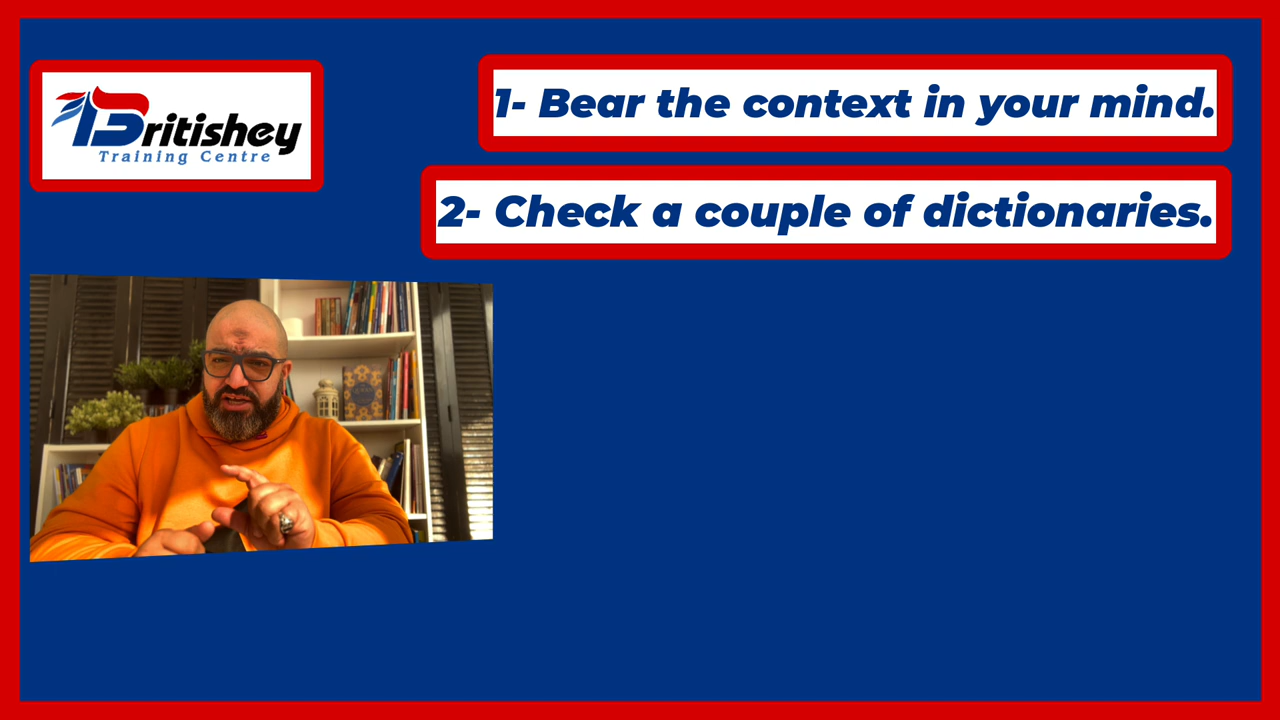 Britishey
Training Centre
1- Bear the context in your mind.
2- Check a couple of dictionaries.